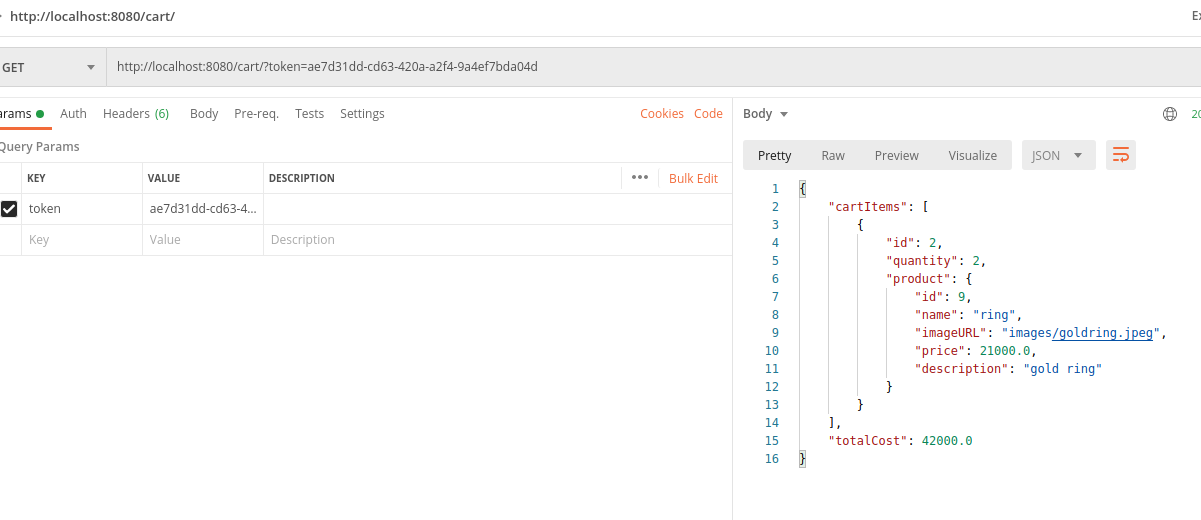 http://localhost:8080/cart/
Ex
GET
http://localhost:8080/cart/?token=ae7d31dd-cd63-420a-a2f4-9a4ef7bda04d
arams
Auth
Headers (6)
Body
Pre-req.
Tests
Settings
Cookies
Code
Query Params
KEY
VALUE
DESCRIPTION
•••
Bulk Edit
token
ae7d31dd-cd63-4...
Key
Value
Description
Body
20
Pretty
Raw
Preview
Visualize
JSON
1 {
2 "cartItems": [
3 {
4 "id": 2,
5 "quantity": 2,
6 "product": {
7 "id": 9,
8 "name": "ring",
9 "imageURL": "images/goldring.jpeg",
10 "price": 21000.0,
11 "description": "gold ring"
12 }
13 }
14 ],
15 "totalCost": 42000.0
16 }